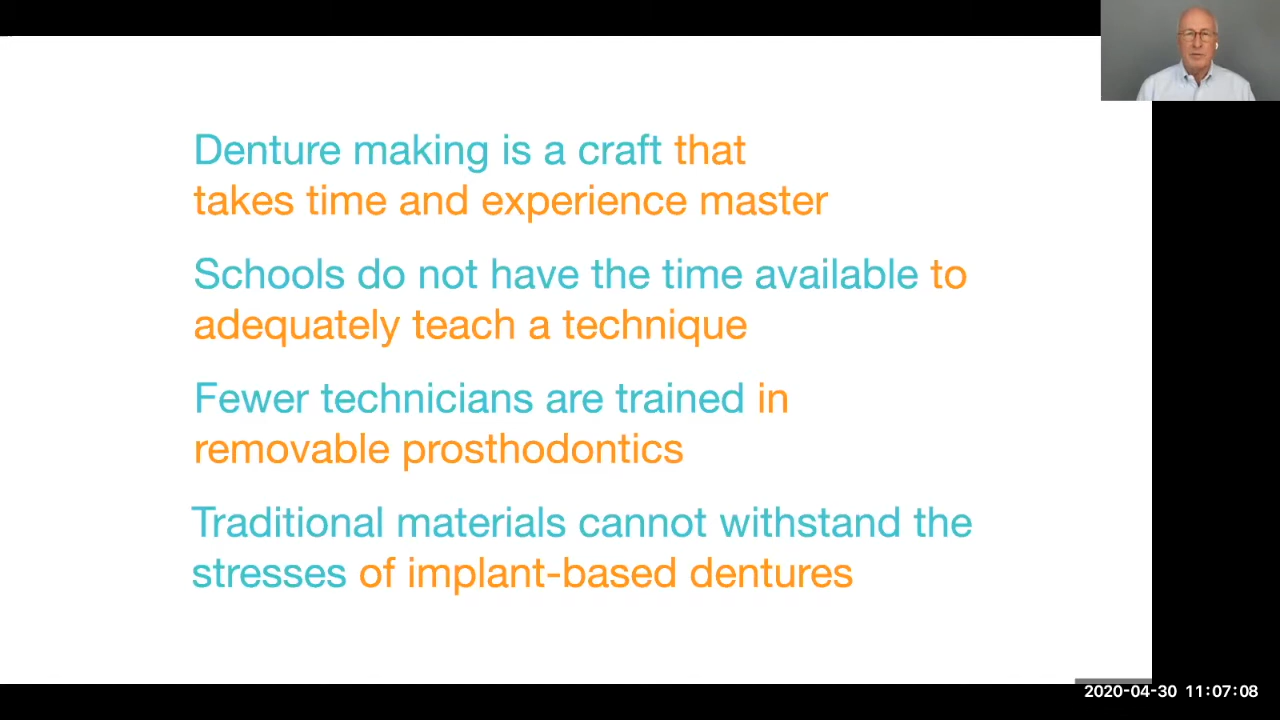 Denture making is a craft that
takes time and experience master
Schools do not have the time available to
adequately teach a technique
Fewer technicians are trained in
removable prosthodontics
Traditional materials cannot withstand the
stresses of implant-based dentures
2020-04-30 11:07:08